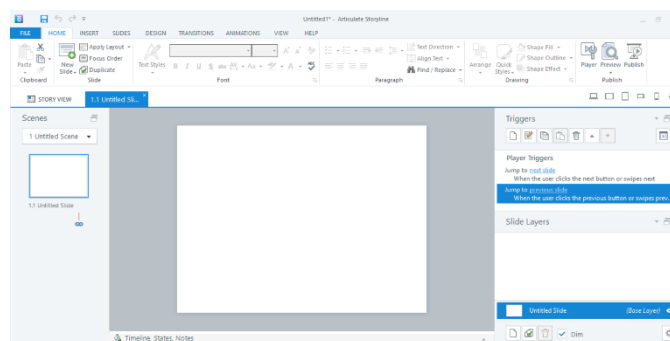 Untitled1* - Articulate Storyline
FILE HOME INSERT SLIDES DESIGN TRANSITIONS ANIMATIONS VIEW HELP
Paste
Clipboard
New Slide
Apply Layout
Focus Order
Duplicate
Slide
Text Styles
B I U S abc
Aa
A
Font
Text Direction
Align Text
Find / Replace
Paragraph
Arrange
Quick Styles
Shape Fill
Shape Outline
Shape Effect
Drawing
Player Preview Publish
Publish
STORY VIEW 1.1 Untitled Sli...
Scenes
1 Untitled Scene
1.1 Untitled Slide
Timeline, States, Notes
Triggers
Player Triggers
Jump to next slide
When the user clicks the next button or swipes next
Jump to previous slide
When the user clicks the previous button or swipes prev...
Slide Layers
Untitled Slide (Base Layer)
Dim